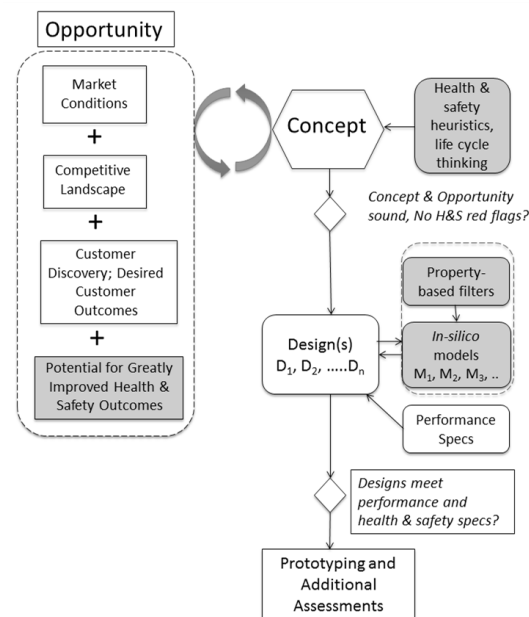 Opportunity
Market
Conditions
+
Competitive
Landscape
+
Customer
Discovery; Desired
Customer
Outcomes
+
Potential for Greatly
Improved Health &
Safety Outcomes
Concept
Health &
safety
heuristics,
life cycle
thinking
Concept & Opportunity
sound, No H&S red flags?
Property-
based filters
In-silico
models
M1, M2, M3, ..
Design(s)
D1, D2, .....Dn
Performance
Specs
Designs meet
performance and
health & safety specs?
Prototyping and
Additional
Assessments